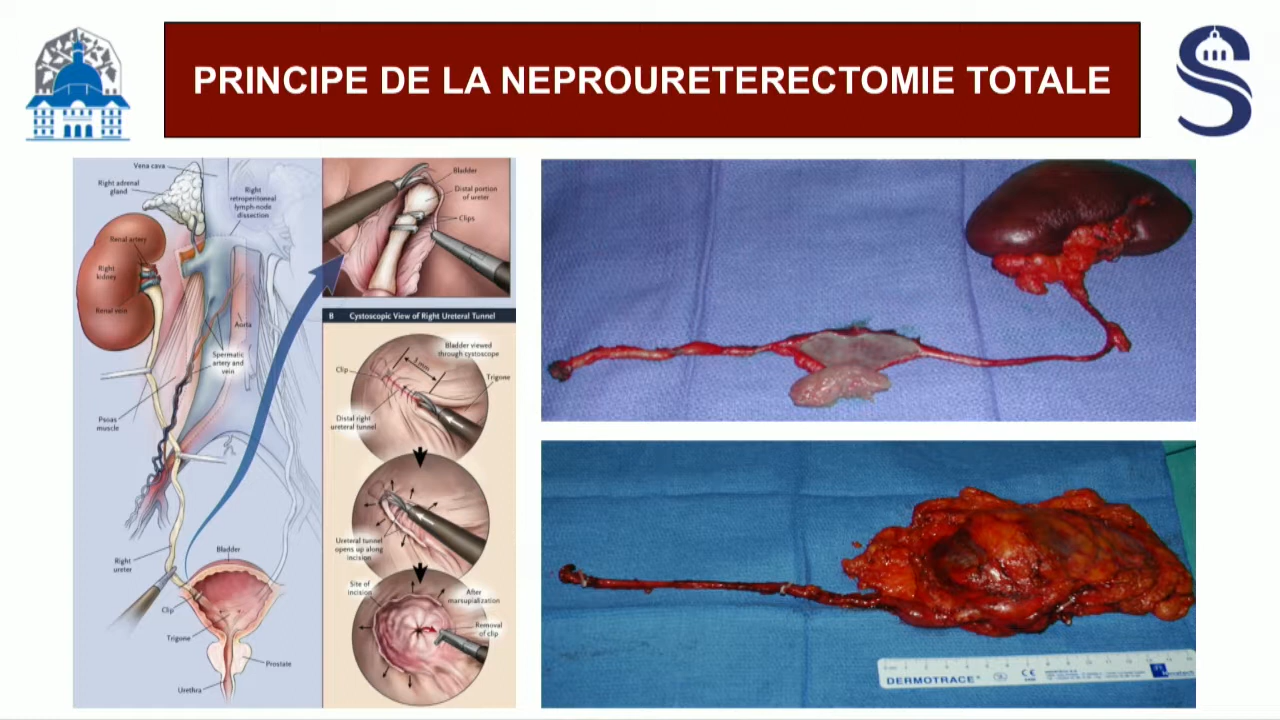 PRINCIPE DE LA NEPROURETERECTOMIE TOTALE
Vena cava
Right adrenal
gland
Right
retroperitoneal
lymph-node
dissection
Renal artery
Right
kidney
Renal vein
Aorta
Spermatic
artery and
vein
Psoas
muscle
Right
ureter
Bladder
Clip
Trigone
Prostate
Urethra
Bladder
Distal portion
of ureter
Clips
B Cystoscopic View of Right Ureteral Tunnel
Bladder viewed
through cystoscope
Clip
Trigone
Distal right
ureteral tunnel
Ureteral tunnel
opens up along
incision
Site of
incision
After
marsupialization
Removal
of clip
DERMOTRACE
CE
S